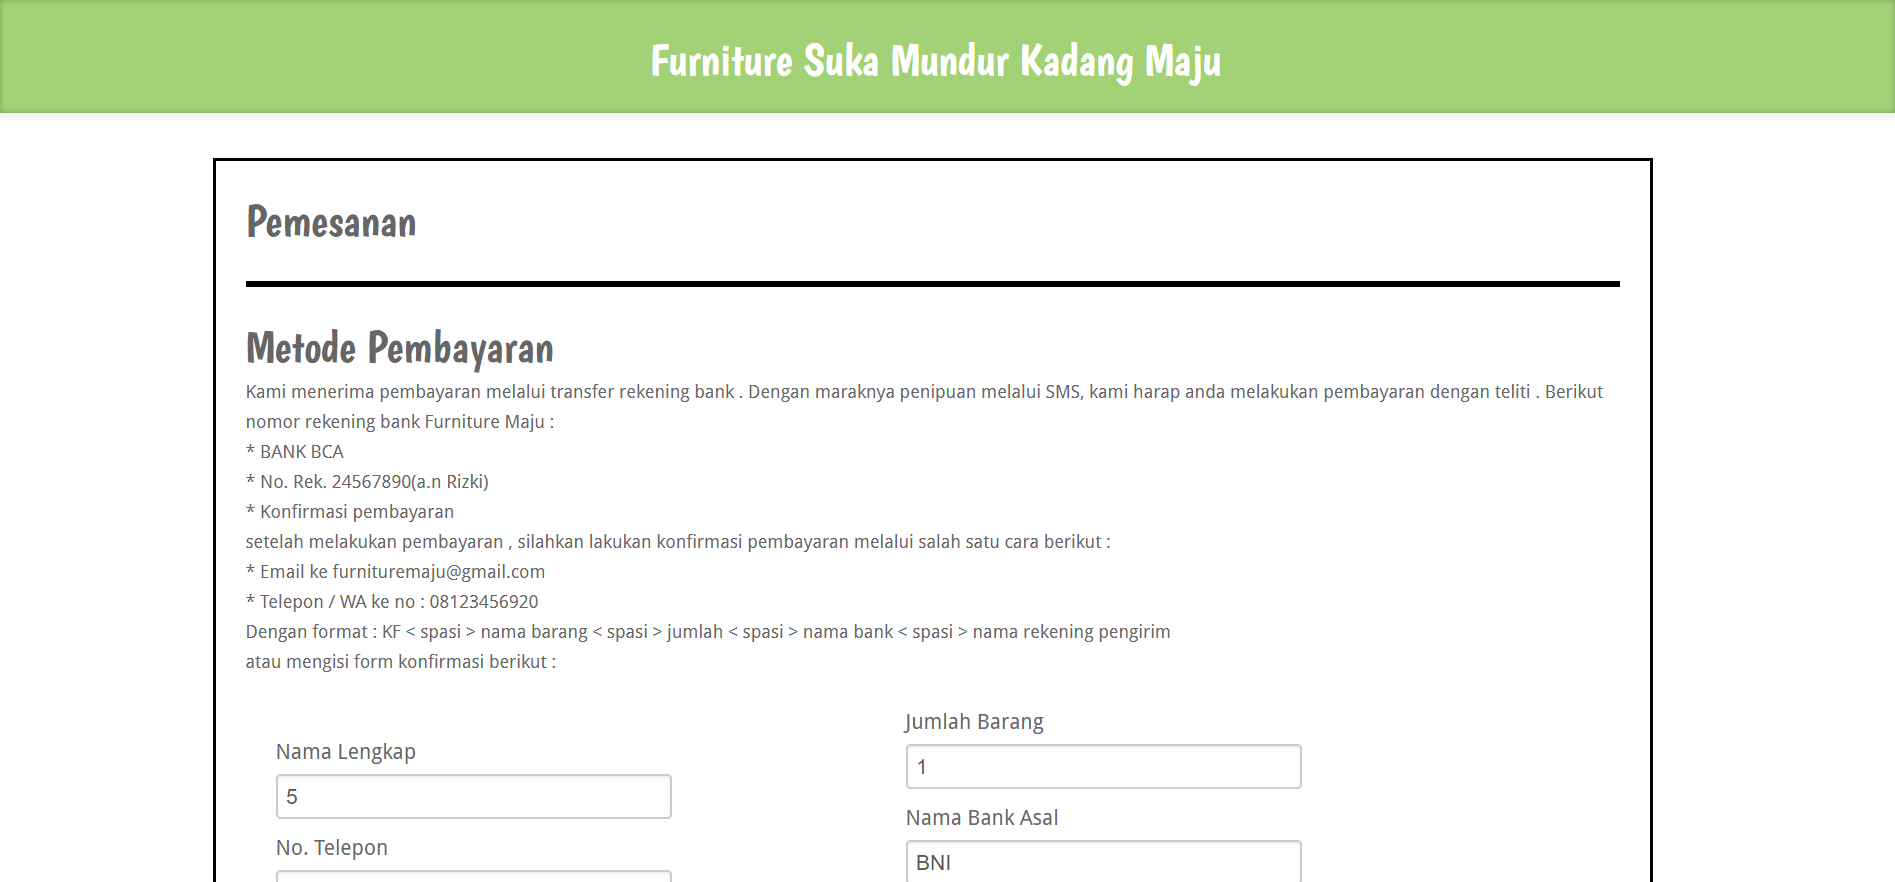 Furniture Suka Mundur Kadang Maju
Pemesanan
Metode Pembayaran
Kami menerima pembayaran melalui transfer rekening bank . Dengan maraknya penipuan melalui SMS, kami harap anda melakukan pembayaran dengan teliti . Berikut
nomor rekening bank Furniture Maju :
* BANK BCA
* No. Rek. 24567890(a.n Rizki)
* Konfirmasi pembayaran
setelah melakukan pembayaran , silahkan lakukan konfirmasi pembayaran melalui salah satu cara berikut :
* Email ke furnituremaju@gmail.com
* Telepon / WA ke no : 08123456920
Dengan format : KF < spasi > nama barang < spasi > jumlah < spasi > nama bank < spasi > nama rekening pengirim
atau mengisi form konfirmasi berikut :
Nama Lengkap
5
No. Telepon
Jumlah Barang
1
Nama Bank Asal
BNI